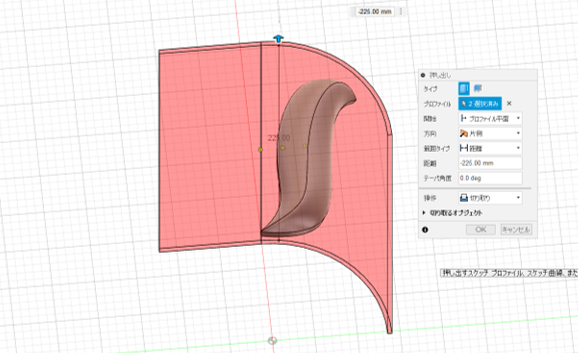 -225.00 mm
押し出し
タイプ
プロファイル 2 選択済み
開始 プロファイル平面
方向 片側
範囲タイプ 距離
距離 -225.00 mm
テーパ角度 0.0 deg
操作 切り取り
切り取るオブジェクト
OK キャンセル
押し出すスケッチ プロファイル、スケッチ曲線、また
225.00